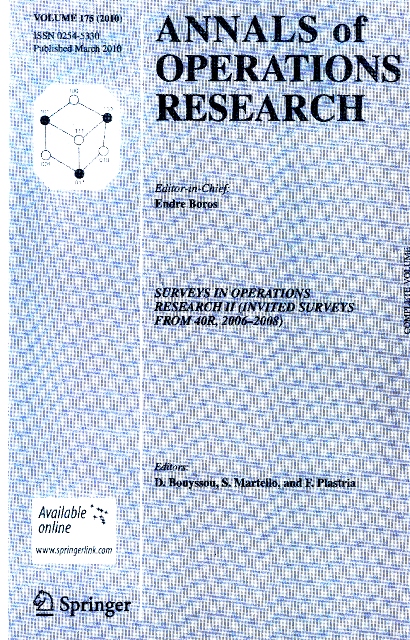 VOLUME 175 (2010)
ISSN 0254-5330
Published March 2010
ANNALS of
OPERATIONS
RESEARCH
Editor-in-Chief:
Endre Boros
SURVEYS IN OPERATIONS
RESEARCH II (INVITED SURVEYS
FROM 4OR, 2006–2008)
COMPLETE VOLUME
Editors:
D. Bouyssou, S. Martello, and F. Plastria
Available
online
www.springerlink.com
Springer